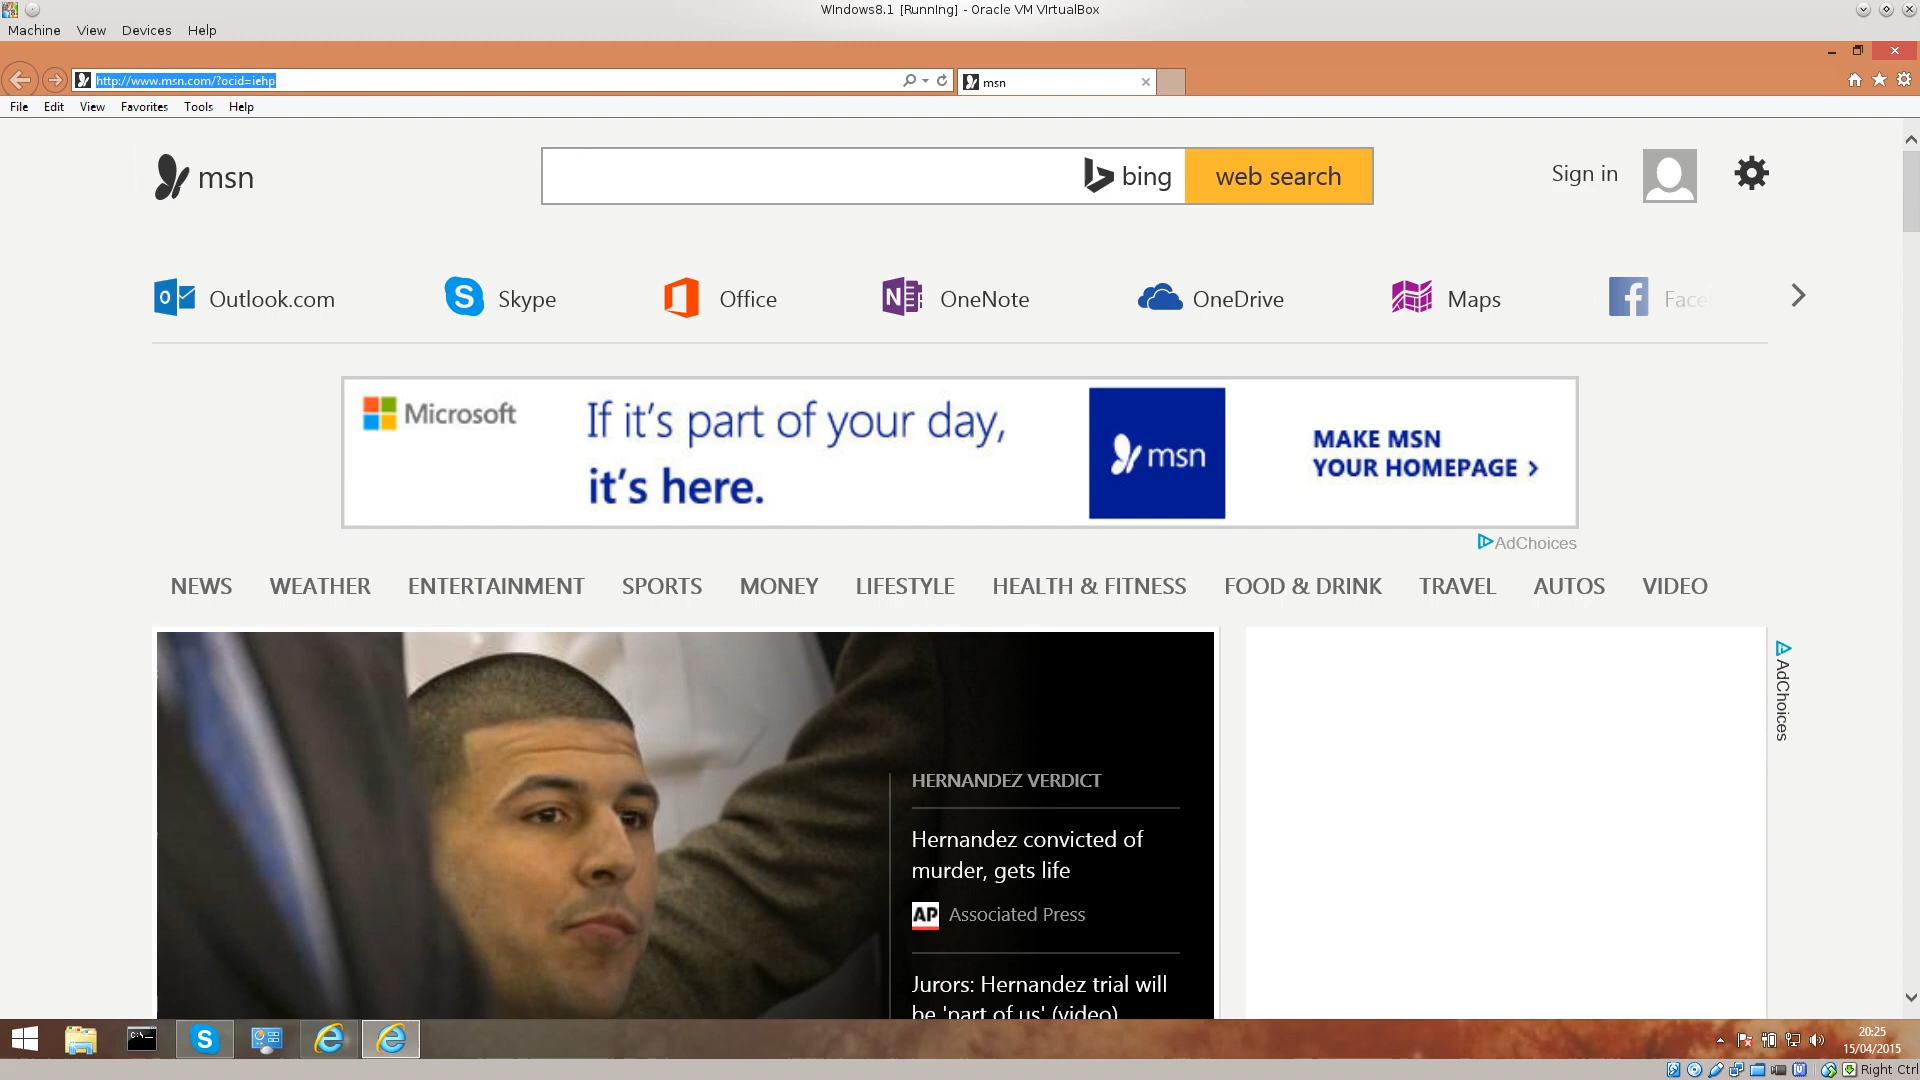 Windows8.1 [Running] - Oracle VM VirtualBox
Machine View Devices Help
http://www.msn.com/?ocid=iehp
msn
File Edit View Favorites Tools Help
msn
bing
web search
Sign in
Outlook.com
Skype
Office
OneNote
OneDrive
Maps
Face
Microsoft
If it's part of your day,
it's here.
msn
MAKE MSN
YOUR HOMEPAGE >
AdChoices
NEWS WEATHER ENTERTAINMENT SPORTS MONEY LIFESTYLE HEALTH & FITNESS FOOD & DRINK TRAVEL AUTOS VIDEO
AdChoices
HERNANDEZ VERDICT
Hernandez convicted of
murder, gets life
AP Associated Press
Jurors: Hernandez trial will
be 'part of us' (video)
20:25
15/04/2015
Right Ctrl